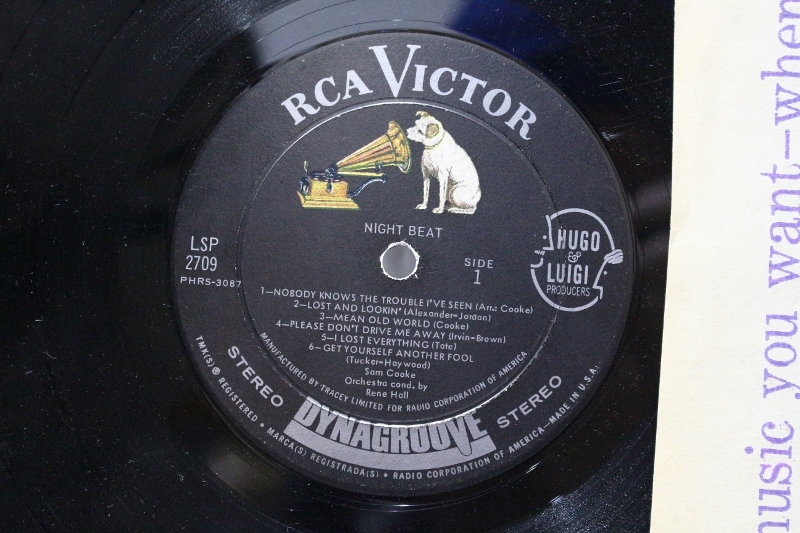 RCA VICTOR
NIGHT BEAT
LSP
2709
PHRS-3087
SIDE
1
HUGO
&
LUIGI
PRODUCERS
1—NOBODY KNOWS THE TROUBLE I'VE SEEN (Arr.: Cooke)
2—LOST AND LOOKIN' (Alexander-Jordan)
3—MEAN OLD WORLD (Cooke)
4—PLEASE DON'T DRIVE ME AWAY (Irvin-Brown)
5—I LOST EVERYTHING (Tate)
6—GET YOURSELF ANOTHER FOOL
(Tucker-Haywood)
Sam Cooke
Orchestra cond. by
Rene Hall
MANUFACTURED BY TRACEY LIMITED FOR RADIO CORPORATION OF AMERICA
STEREO DYNAGROOVE STEREO
TMK(S) ® REGISTERED • MARCA(S) REGISTRADA(S) • RADIO CORPORATION OF AMERICA—MADE IN U.S.A.
music you want—when